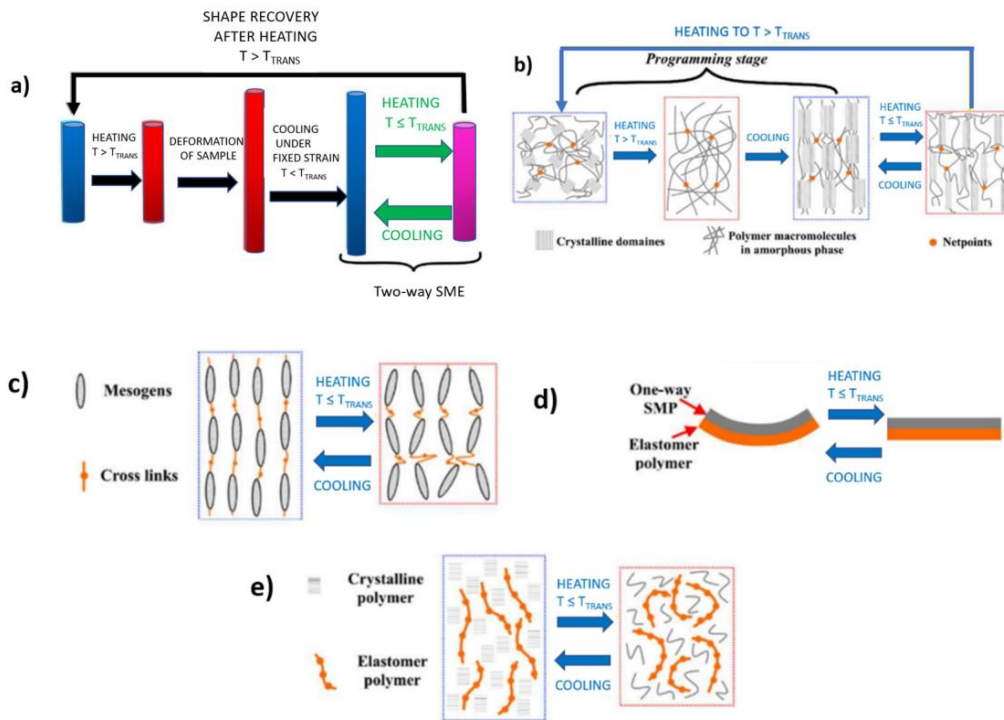 SHAPE RECOVERY
AFTER HEATING
T > TTRANS
a)
HEATING
T > TTRANS
DEFORMATION
OF SAMPLE
COOLING
UNDER
FIXED STRAIN
T < TTRANS
HEATING
T ≤ TTRANS
COOLING
Two-way SME
HEATING TO T > TTRANS
b)
Programming stage
HEATING
T > TTRANS
COOLING
HEATING
T ≤ TTRANS
COOLING
Crystalline domaines
Polymer macromolecules
in amorphous phase
Netpoints
c)
Mesogens
Cross links
HEATING
T ≤ TTRANS
COOLING
d)
One-way
SMP
Elastomer
polymer
HEATING
T ≤ TTRANS
COOLING
e)
Crystalline
polymer
Elastomer
polymer
HEATING
T ≤ TTRANS
COOLING